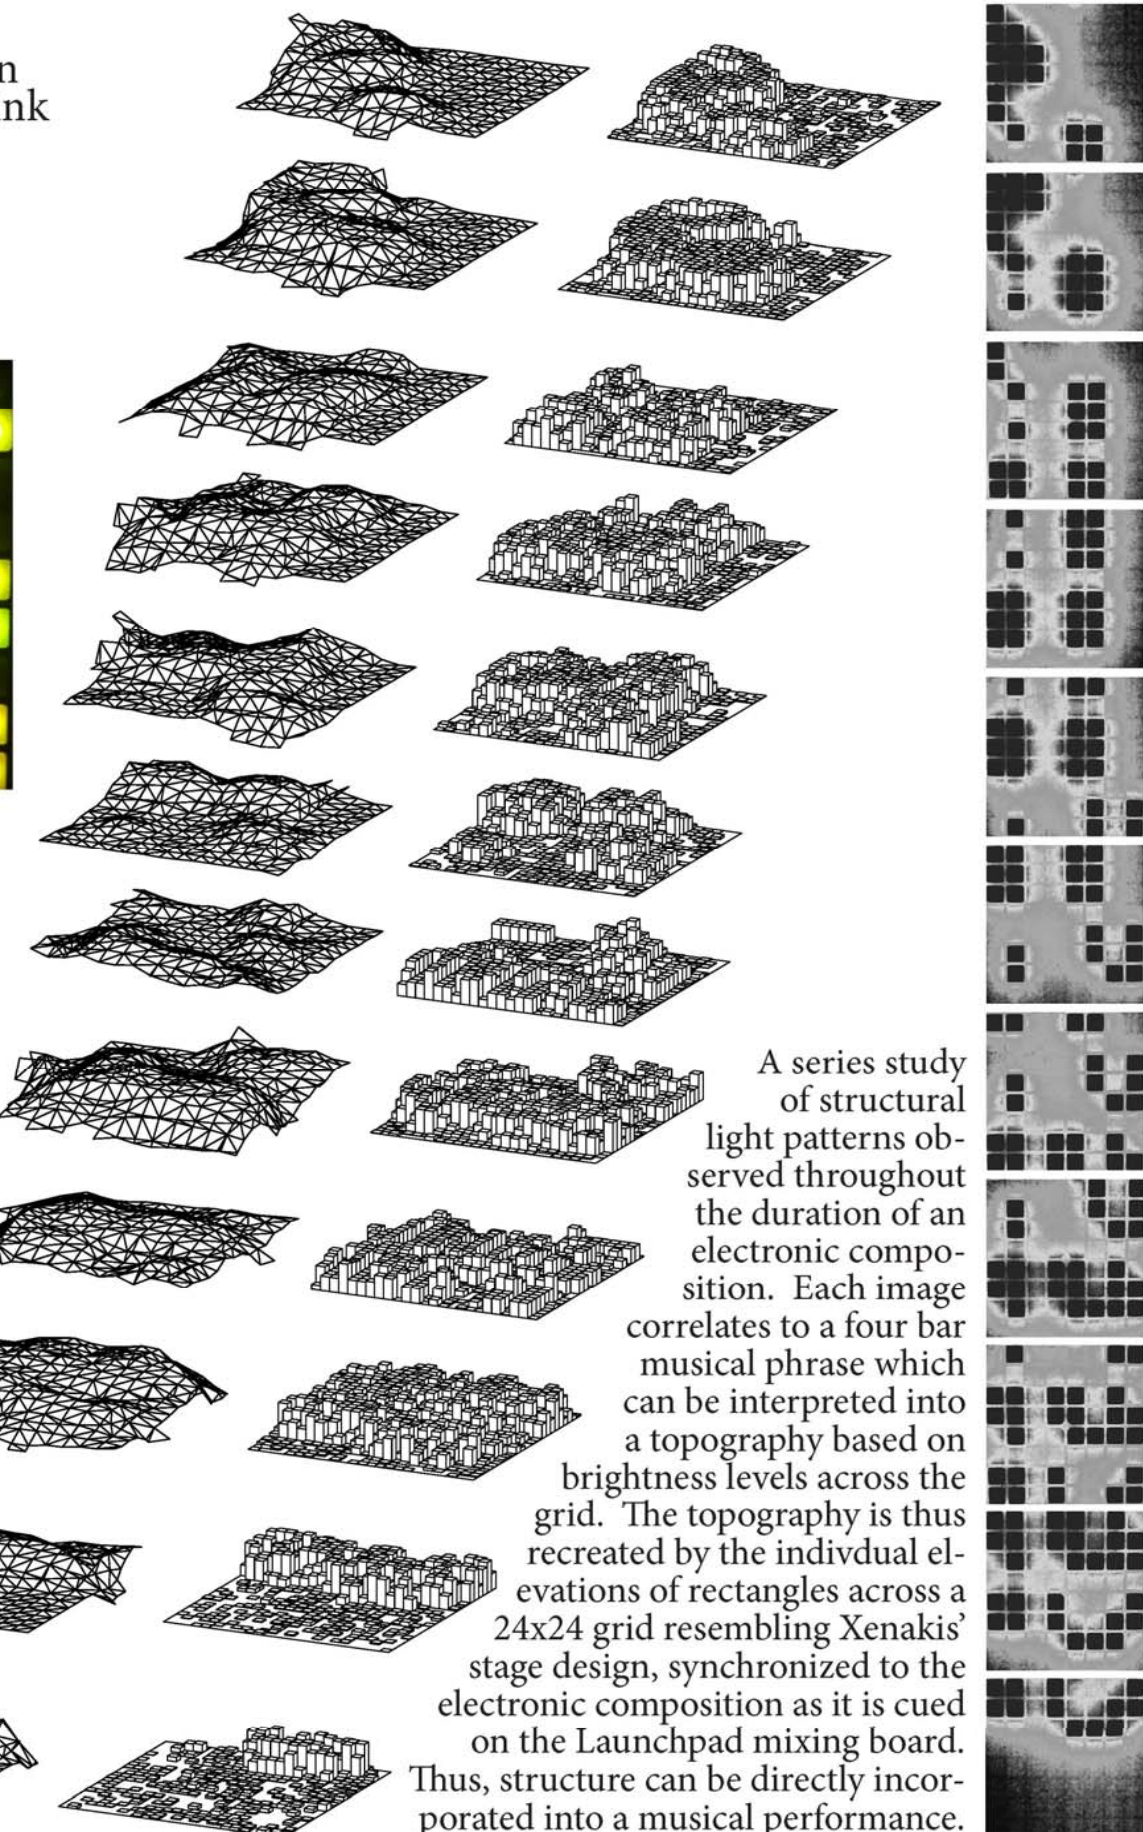 n
ink
A series study
of structural
light patterns ob-
served throughout
the duration of an
electronic compo-
sition.  Each image
correlates to a four bar
musical phrase which
can be interpreted into
a topography based on
brightness levels across the
grid.  The topography is thus
recreated by the indivdual el-
evations of rectangles across a
24x24 grid resembling Xenakis'
stage design, synchronized to the
electronic composition as it is cued
on the Launchpad mixing board.
Thus, structure can be directly incor-
porated into a musical performance.